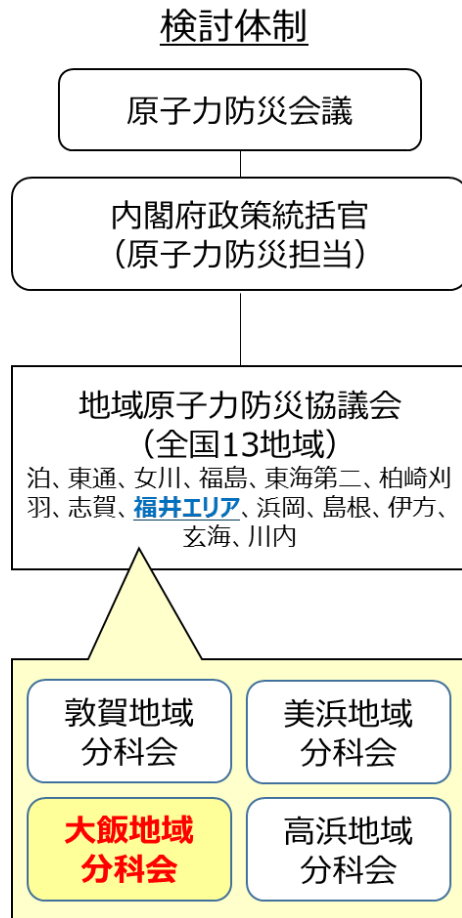 検討体制
原子力防災会議
内閣府政策統括官
（原子力防災担当）
地域原子力防災協議会
（全国13地域）
泊、東通、女川、福島、東海第二、柏崎刈
羽、志賀、福井エリア、浜岡、島根、伊方、
玄海、川内
敦賀地域
分科会
美浜地域
分科会
大飯地域
分科会
高浜地域
分科会